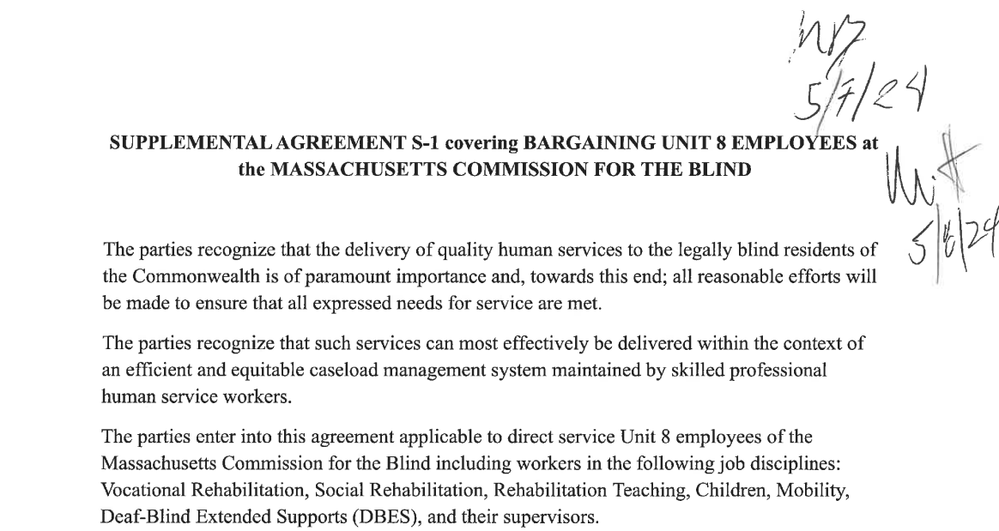 5/7/24
SUPPLEMENTAL AGREEMENT S-1 covering BARGAINING UNIT 8 EMPLOYEES at
the MASSACHUSETTS COMMISSION FOR THE BLIND
5/8/24
The parties recognize that the delivery of quality human services to the legally blind residents of
the Commonwealth is of paramount importance and, towards this end; all reasonable efforts will
be made to ensure that all expressed needs for service are met.
The parties recognize that such services can most effectively be delivered within the context of
an efficient and equitable caseload management system maintained by skilled professional
human service workers.
The parties enter into this agreement applicable to direct service Unit 8 employees of the
Massachusetts Commission for the Blind including workers in the following job disciplines:
Vocational Rehabilitation, Social Rehabilitation, Rehabilitation Teaching, Children, Mobility,
Deaf-Blind Extended Supports (DBES), and their supervisors.